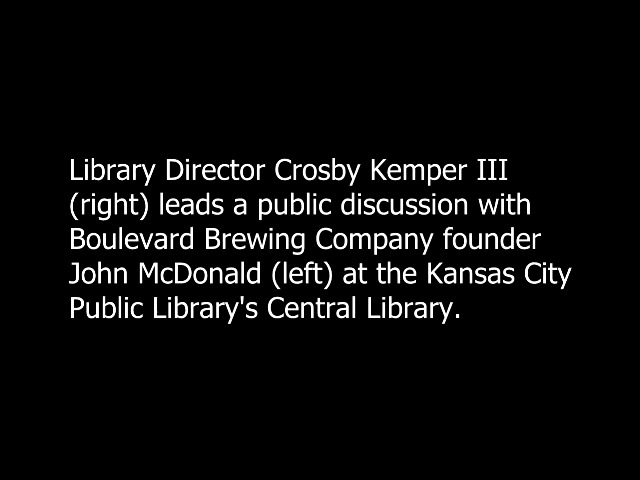 Library Director Crosby Kemper III
(right) leads a public discussion with
Boulevard Brewing Company founder
John McDonald (left) at the Kansas City
Public Library's Central Library.